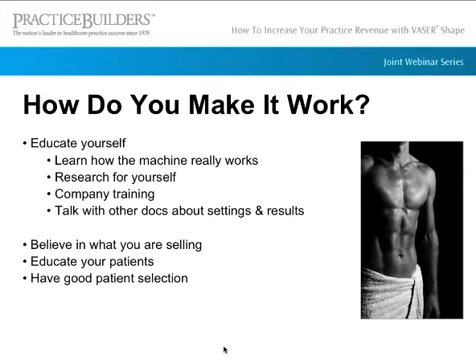 PRACTICEBUILDERS™
The nation's leader in healthcare practice success since 1979
How To Increase Your Practice Revenue with VASER® Shape
Joint Webinar Series
How Do You Make It Work?
• Educate yourself
• Learn how the machine really works
• Research for yourself
• Company training
• Talk with other docs about settings & results
• Believe in what you are selling
• Educate your patients
• Have good patient selection